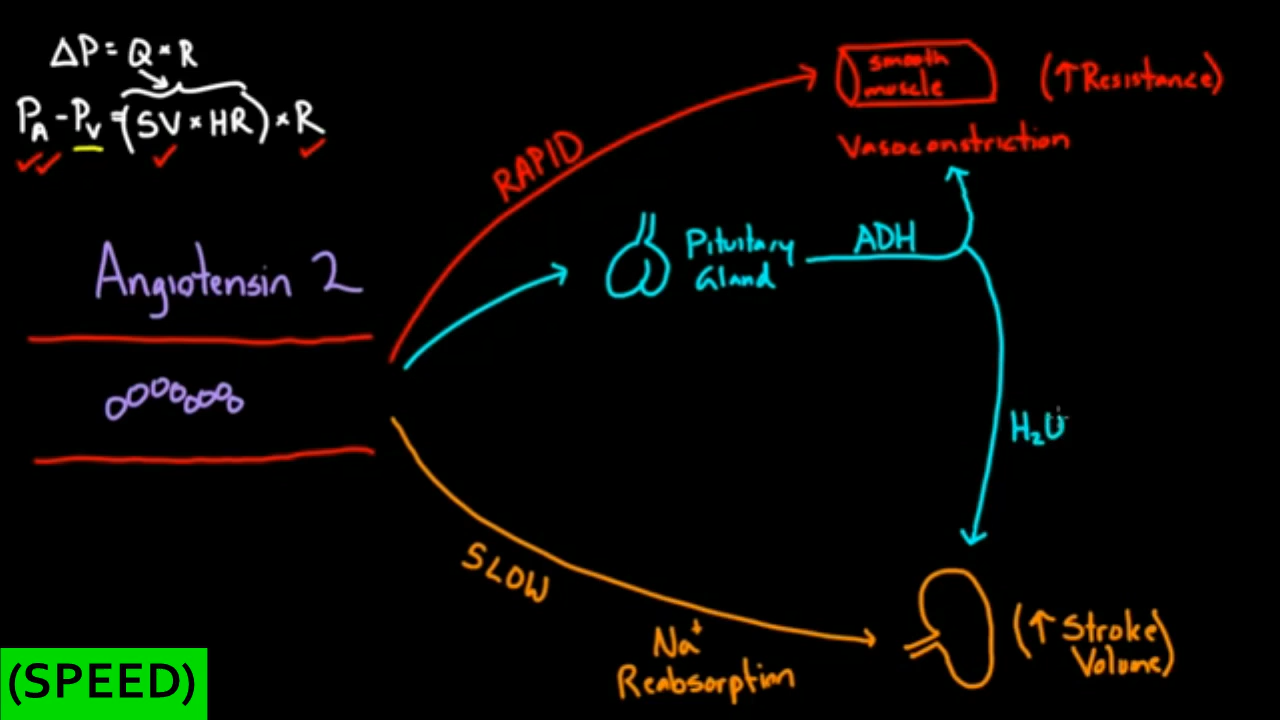 ΔP = Q × R
P_A - P_V = (SV × HR) × R
smooth
muscle
(↑Resistance)
Vasoconstriction
RAPID
Pituitary
Gland
ADH
Angiotensin 2
H₂O
SLOW
Na⁺
Reabsorption
(↑ Stroke
Volume)
(SPEED)